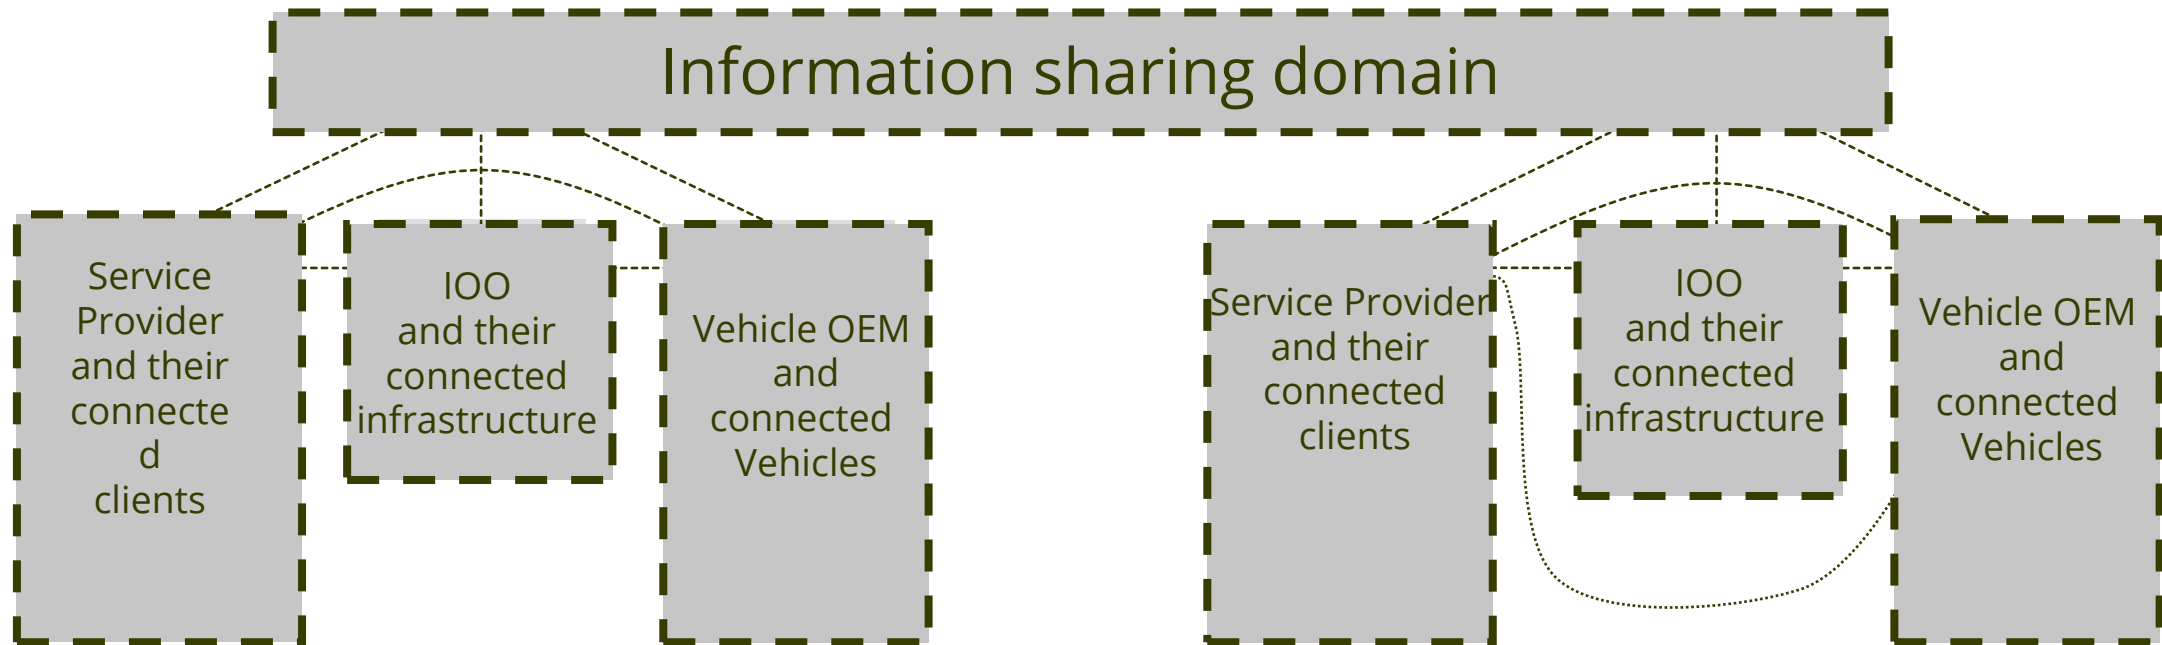 Information sharing domain
Service
Provider
and their
connecte
d
clients
IOO
and their
connected
infrastructure
Vehicle OEM
and
connected
Vehicles
Service Provider
and their
connected
clients
IOO
and their
connected
infrastructure
Vehicle OEM
and
connected
Vehicles